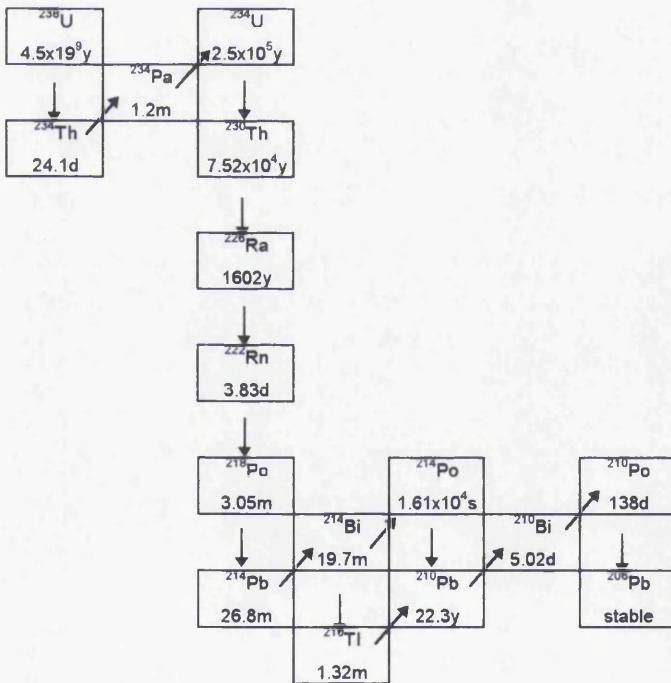 ²³⁸U ²³⁴U
4.5x19⁹y ²³⁴Pa 2.5x10⁵y
1.2m
²³⁴Th ²³⁰Th
24.1d 7.52x10⁴y
²²⁶Ra
1602y
²²²Rn
3.83d
²¹⁸Po ²¹⁴Po ²¹⁰Po
3.05m 1.61x10⁴s 138d
²¹⁴Bi ²¹⁰Bi
19.7m 5.02d
²¹⁴Pb ²¹⁰Pb ²⁰⁶Pb
26.8m 22.3y stable
²¹⁰Tl
1.32m